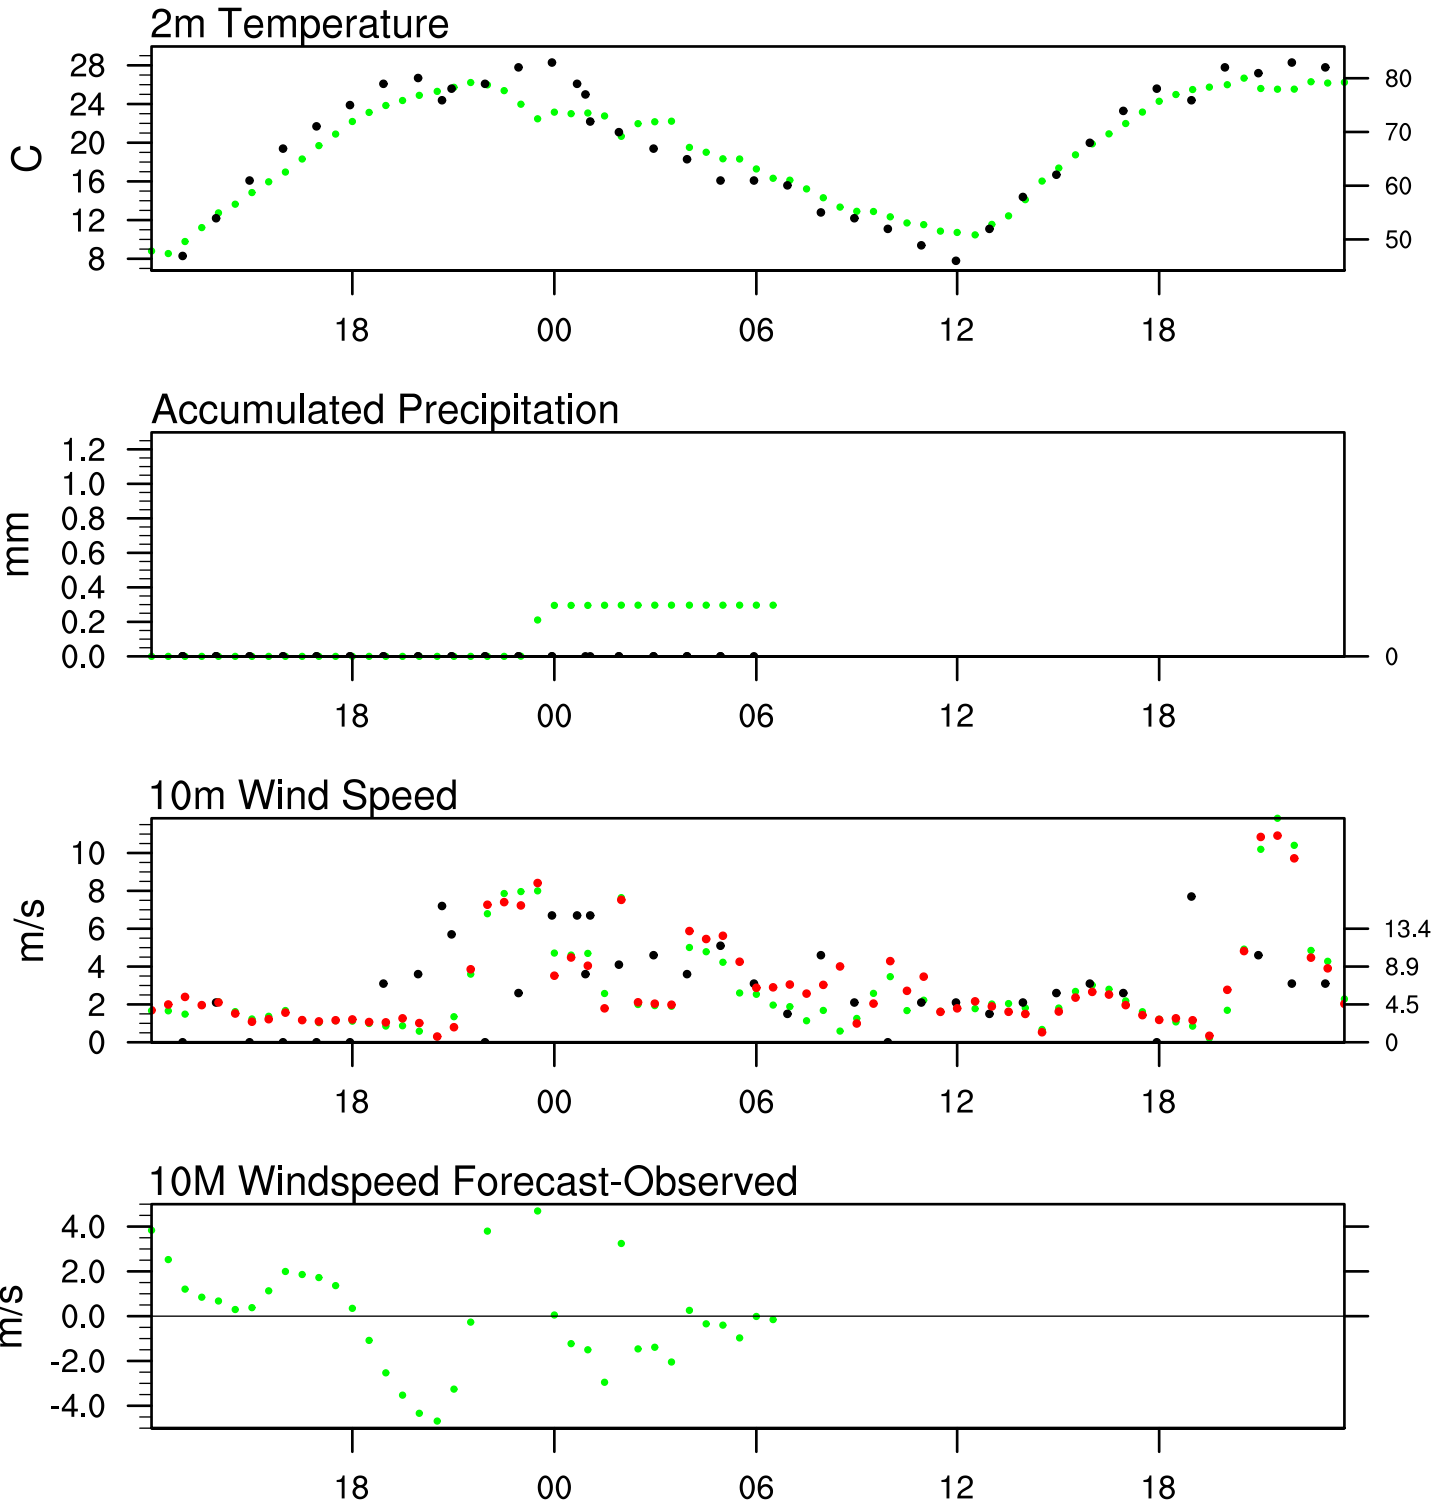 2m Temperature
28
24
20
16
12
8
C
80
70
60
50
18 00 06 12 18
Accumulated Precipitation
1.2
1.0
0.8
0.6
0.4
0.2
0.0
mm
0
18 00 06 12 18
10m Wind Speed
10
8
6
4
2
0
m/s
13.4
8.9
4.5
0
18 00 06 12 18
10M Windspeed Forecast-Observed
4.0
2.0
0.0
-2.0
-4.0
m/s
18 00 06 12 18